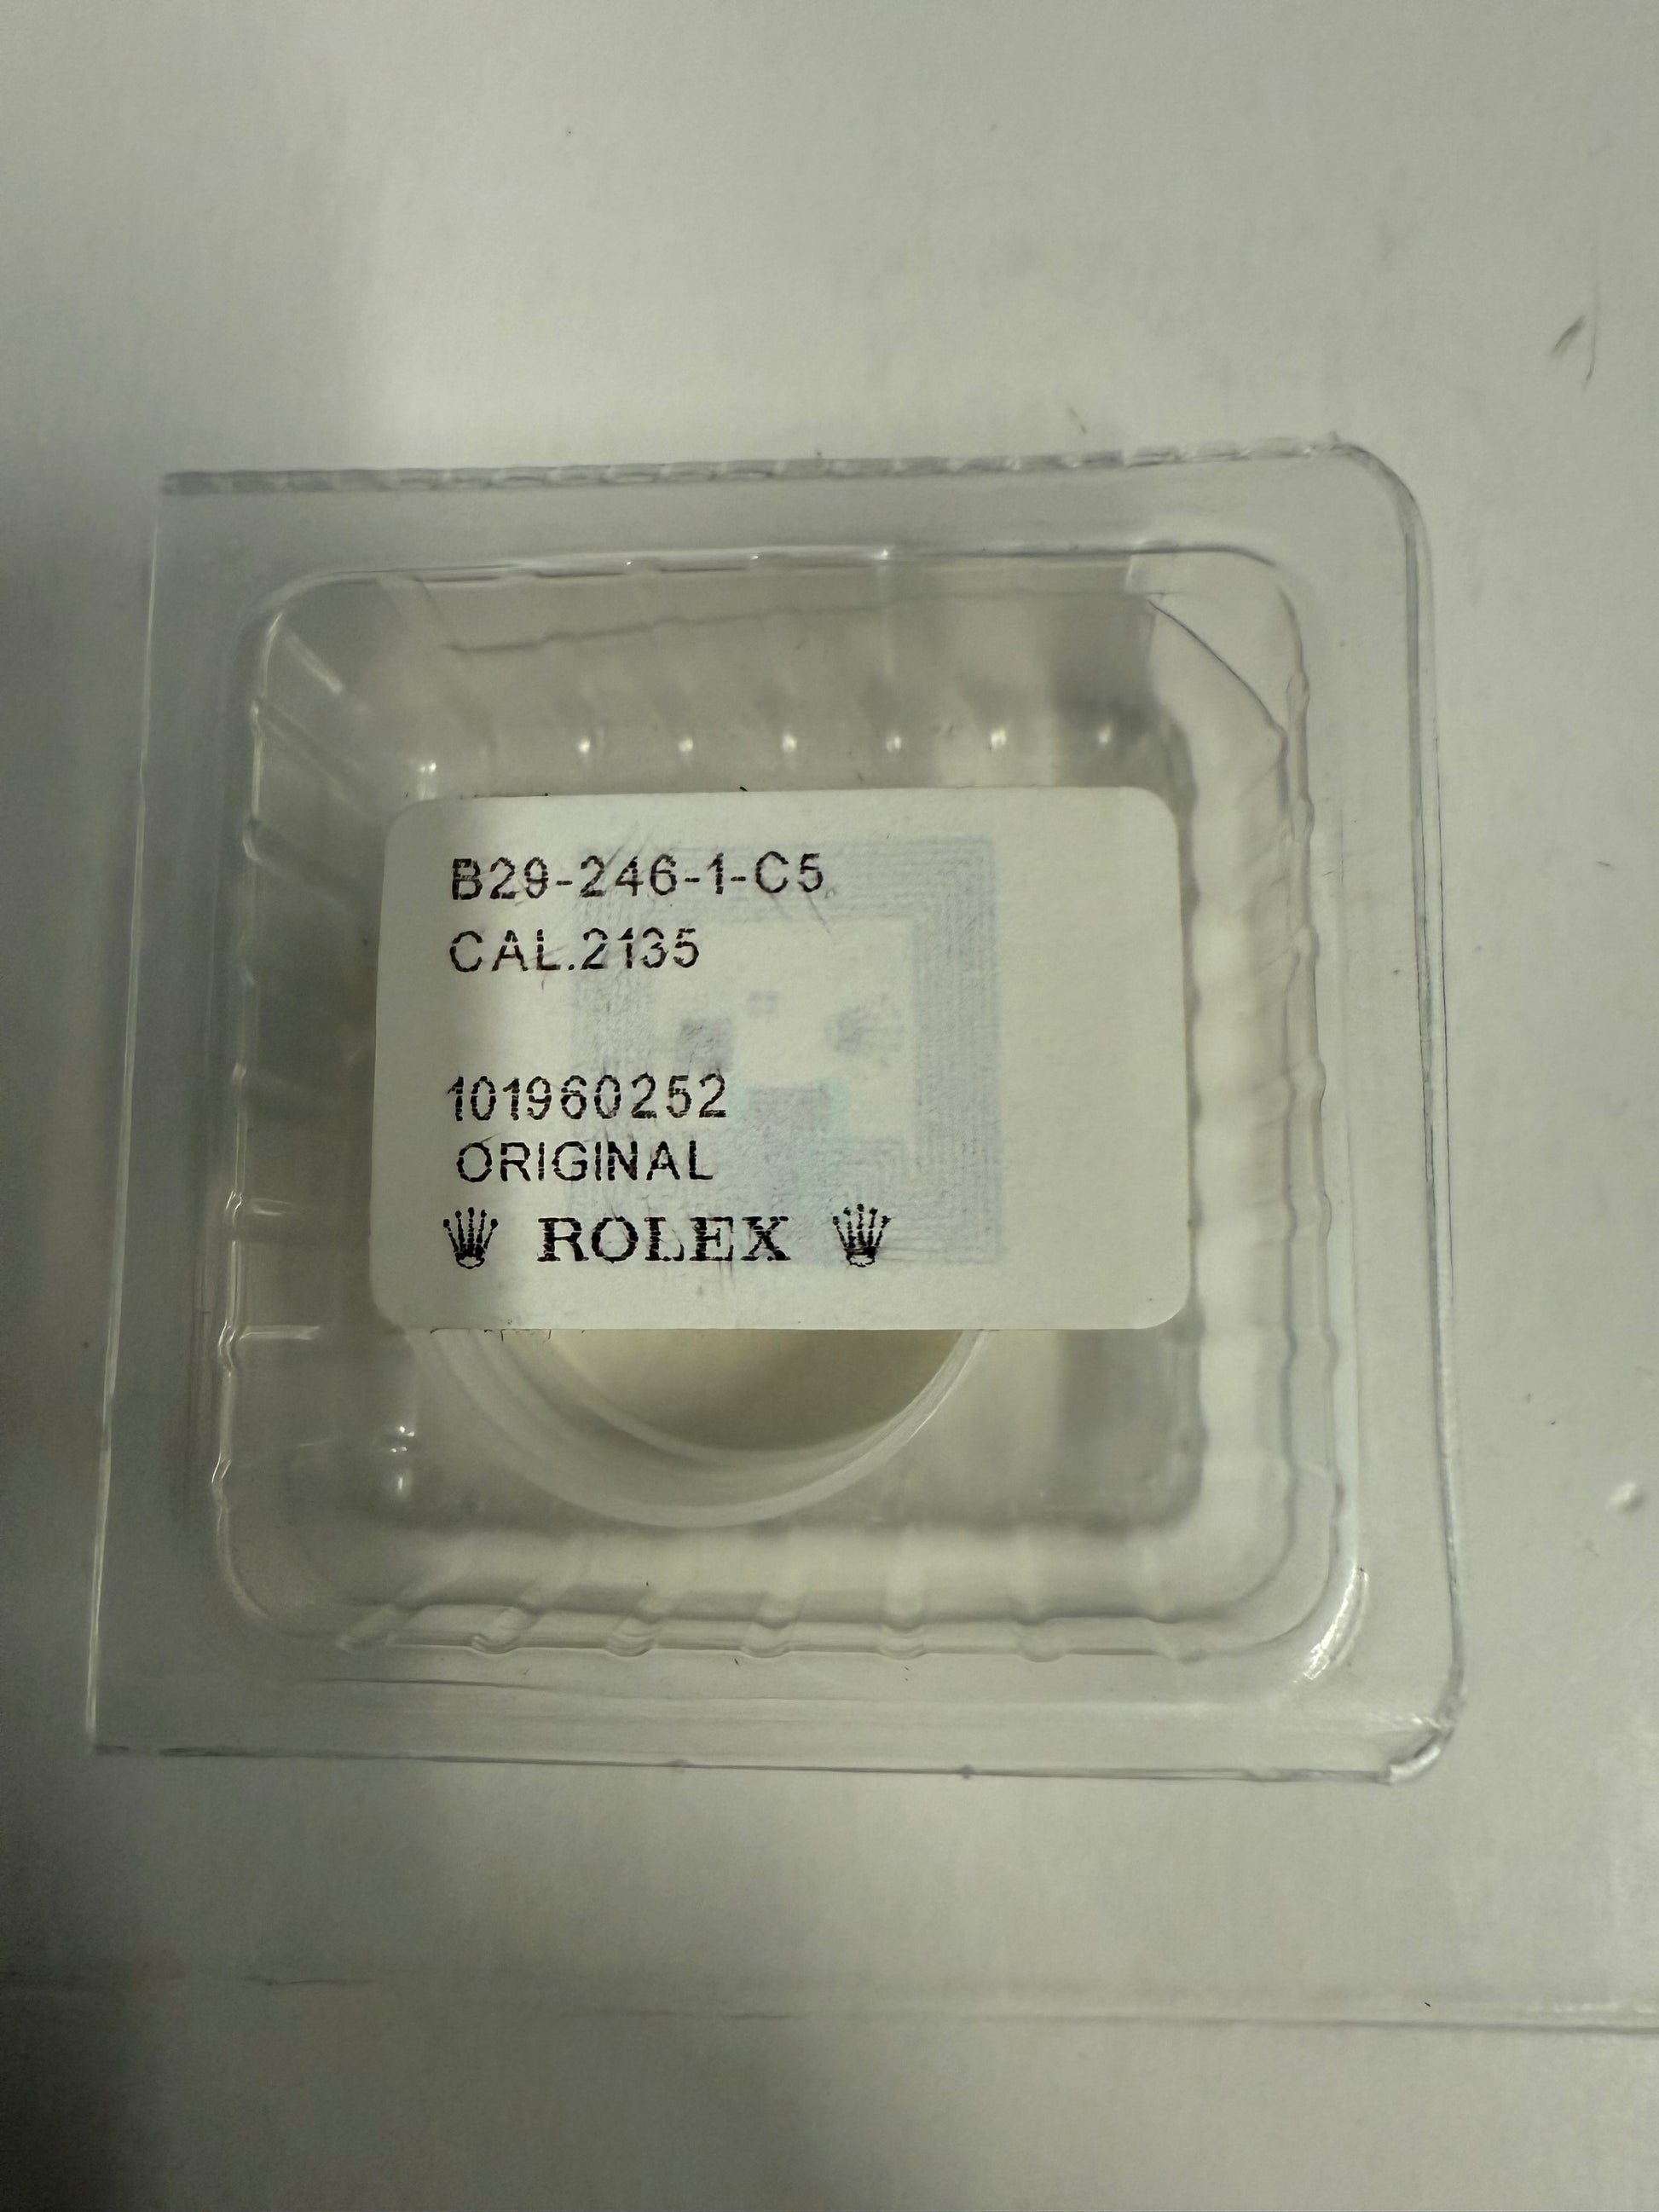 B29-246-1-C5
CAL.2135
101960252
ORIGINAL
ROLEX